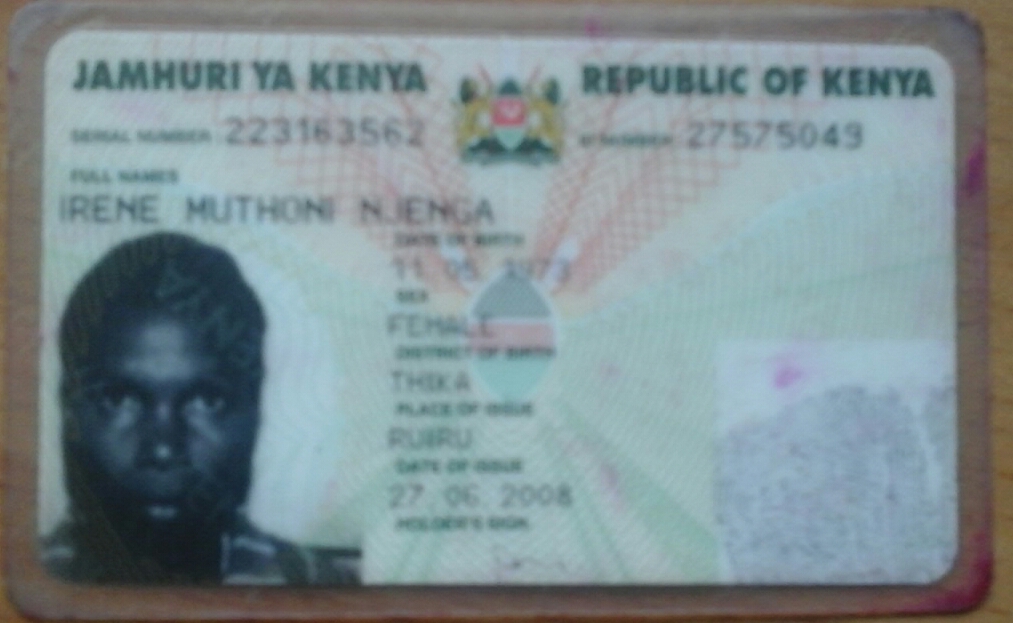 JAMHURI YA KENYA REPUBLIC OF KENYA
SERIAL NUMBER 223163562 ID NUMBER 27575049
FULL NAMES
IRENE MUTHONI NJENGA
DATE OF BIRTH
11. 05.
SEX
FEMALE
DISTRICT OF BIRTH
THIKA
PLACE OF ISSUE
RUIRU
DATE OF ISSUE
27. 06. 2008
HOLDER'S SIGN.